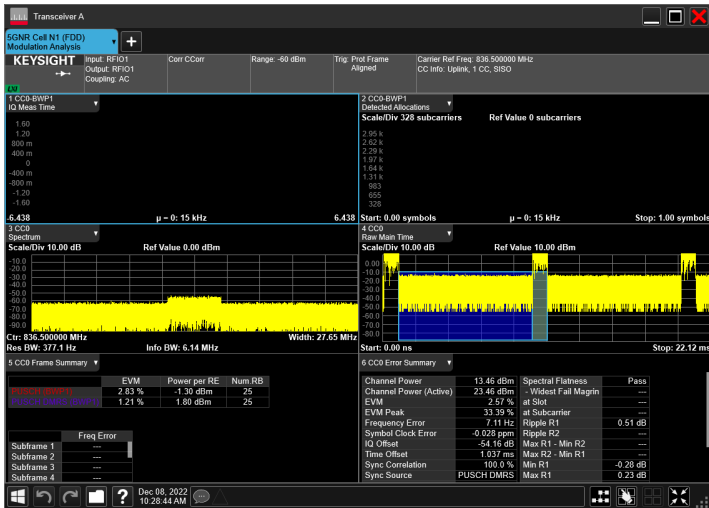 Transceiver A
5GNR Cell N1 (FDD)
Modulation Analysis
KEYSIGHT
Input: RFIO1
Output: RFIO1
Coupling: AC
Corr CCorr
Range: -60 dBm
Trig: Prot Frame
Aligned
Carrier Ref Freq: 836.500000 MHz
CC Info: Uplink, 1 CC, SISO
1 CC0-BWP1
IQ Meas Time
1.60
1.20
800 m
400 m
0
-400 m
-800 m
-1.20
-1.60
-6.438 μ = 0: 15 kHz 6.438
2 CC0-BWP1
Detected Allocations
Scale/Div 328 subcarriers Ref Value 0 subcarriers
2.95 k
2.62 k
2.29 k
1.97 k
1.64 k
1.31 k
983
655
328
Start: 0.00 symbols μ = 0: 15 kHz Stop: 1.00 symbols
3 CC0
Spectrum
Scale/Div 10.00 dB Ref Value 0.00 dBm
-10.0
-20.0
-30.0
-40.0
-50.0
-60.0
-70.0
-80.0
-90.0
Ctr: 836.500000 MHz Width: 27.65 MHz
Res BW: 377.1 Hz Info BW: 6.14 MHz
4 CC0
Raw Main Time
Scale/Div 10.00 dB Ref Value 10.00 dBm
0.00
-10.0
-20.0
-30.0
-40.0
-50.0
-60.0
-70.0
-80.0
Start: 0.00 ns Stop: 22.12 ms
5 CC0 Frame Summary
EVM Power per RE Num.RB
2.83 % -1.30 dBm 25
1.21 % 1.80 dBm 25
Freq Error
Subframe 1 ---
Subframe 2 ---
Subframe 3 ---
Subframe 4 ---
6 CC0 Error Summary
Channel Power 13.46 dBm Spectral Flatness Pass
Channel Power (Active) 23.46 dBm - Widest Fail Magrin ---
EVM 2.57 % at Slot ---
EVM Peak 33.39 % at Subcarrier ---
Frequency Error 7.11 Hz Ripple R1 0.51 dB
Symbol Clock Error -0.028 ppm Ripple R2 ---
IQ Offset -54.16 dB Max R1 - Min R2 ---
Time Offset 1.037 ms Max R2 - Min R1 ---
Sync Correlation 100.0 % Min R1 -0.28 dB
Sync Source PUSCH DMRS Max R1 0.23 dB
Dec 08, 2022
10:28:44 AM